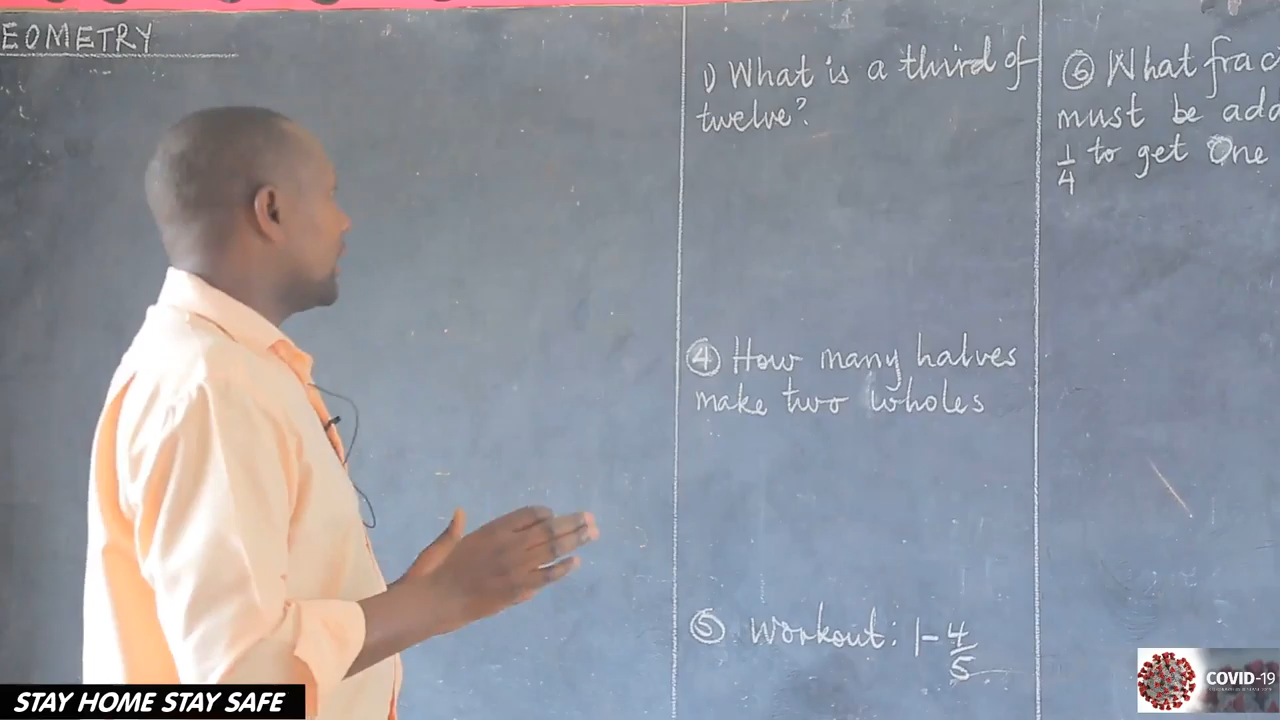 EOMETRY
1) What is a third of
twelve?
④ How many halves
make two wholes
⑤ Workout: 1 - 4/5
⑥ What frac
must be add
1/4 to get One
STAY HOME STAY SAFE
COVID-19